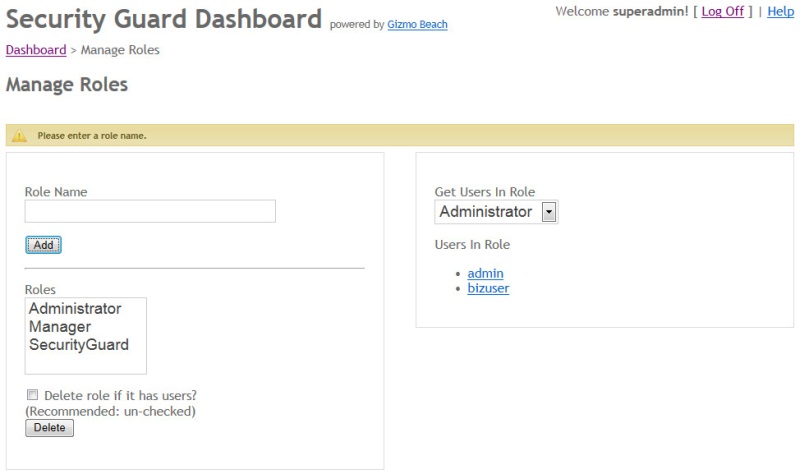 Security Guard Dashboard powered by Gizmo Beach
Welcome superadmin! [ Log Off ] | Help
Dashboard > Manage Roles
Manage Roles
Please enter a role name.
Role Name
Add
Roles
Administrator
Manager
SecurityGuard
Delete role if it has users?
(Recommended: un-checked)
Delete
Get Users In Role
Administrator
Users In Role
• admin
• bizuser